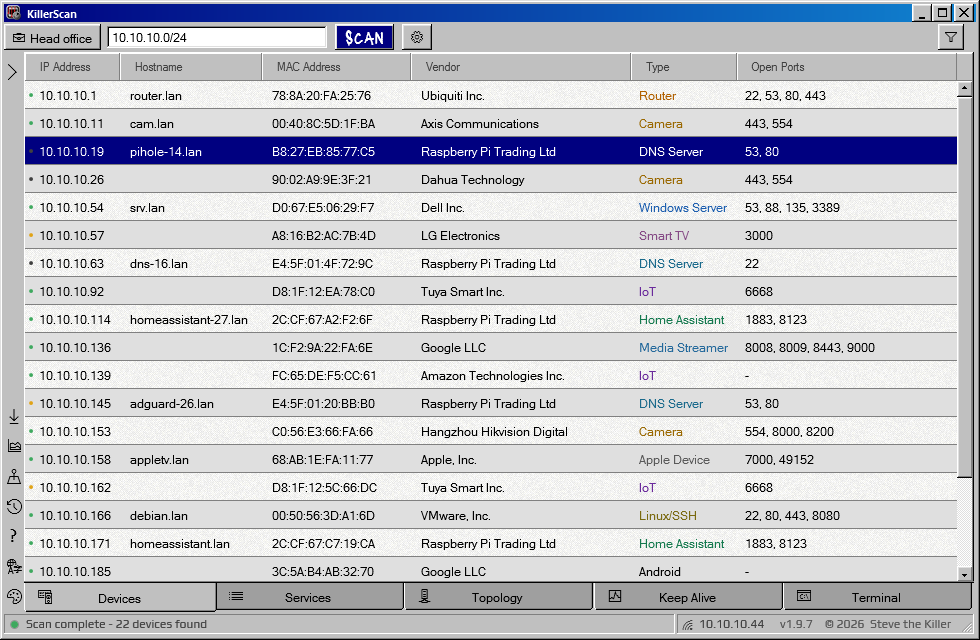 KillerScan
Head office 10.10.10.0/24 SCAN
IP Address Hostname MAC Address Vendor Type Open Ports
10.10.10.1 router.lan 78:8A:20:FA:25:76 Ubiquiti Inc. Router 22, 53, 80, 443
10.10.10.11 cam.lan 00:40:8C:5D:1F:BA Axis Communications Camera 443, 554
10.10.10.19 pihole-14.lan B8:27:EB:85:77:C5 Raspberry Pi Trading Ltd DNS Server 53, 80
10.10.10.26 90:02:A9:9E:3F:21 Dahua Technology Camera 443, 554
10.10.10.54 srv.lan D0:67:E5:06:29:F7 Dell Inc. Windows Server 53, 88, 135, 3389
10.10.10.57 A8:16:B2:AC:7B:4D LG Electronics Smart TV 3000
10.10.10.63 dns-16.lan E4:5F:01:4F:72:9C Raspberry Pi Trading Ltd DNS Server 22
10.10.10.92 D8:1F:12:EA:78:C0 Tuya Smart Inc. IoT 6668
10.10.10.114 homeassistant-27.lan 2C:CF:67:A2:F2:6F Raspberry Pi Trading Ltd Home Assistant 1883, 8123
10.10.10.136 1C:F2:9A:22:FA:6E Google LLC Media Streamer 8008, 8009, 8443, 9000
10.10.10.139 FC:65:DE:F5:CC:61 Amazon Technologies Inc. IoT -
10.10.10.145 adguard-26.lan E4:5F:01:20:BB:B0 Raspberry Pi Trading Ltd DNS Server 53, 80
10.10.10.153 C0:56:E3:66:FA:66 Hangzhou Hikvision Digital Camera 554, 8000, 8200
10.10.10.158 appletv.lan 68:AB:1E:FA:11:77 Apple, Inc. Apple Device 7000, 49152
10.10.10.162 D8:1F:12:5C:66:DC Tuya Smart Inc. IoT 6668
10.10.10.166 debian.lan 00:50:56:3D:A1:6D VMware, Inc. Linux/SSH 22, 80, 443, 8080
10.10.10.171 homeassistant.lan 2C:CF:67:C7:19:CA Raspberry Pi Trading Ltd Home Assistant 1883, 8123
10.10.10.185 3C:5A:B4:AB:32:70 Google LLC Android -
Devices Services Topology Keep Alive Terminal
Scan complete - 22 devices found 10.10.10.44 v1.9.7 © 2026 Steve the Killer